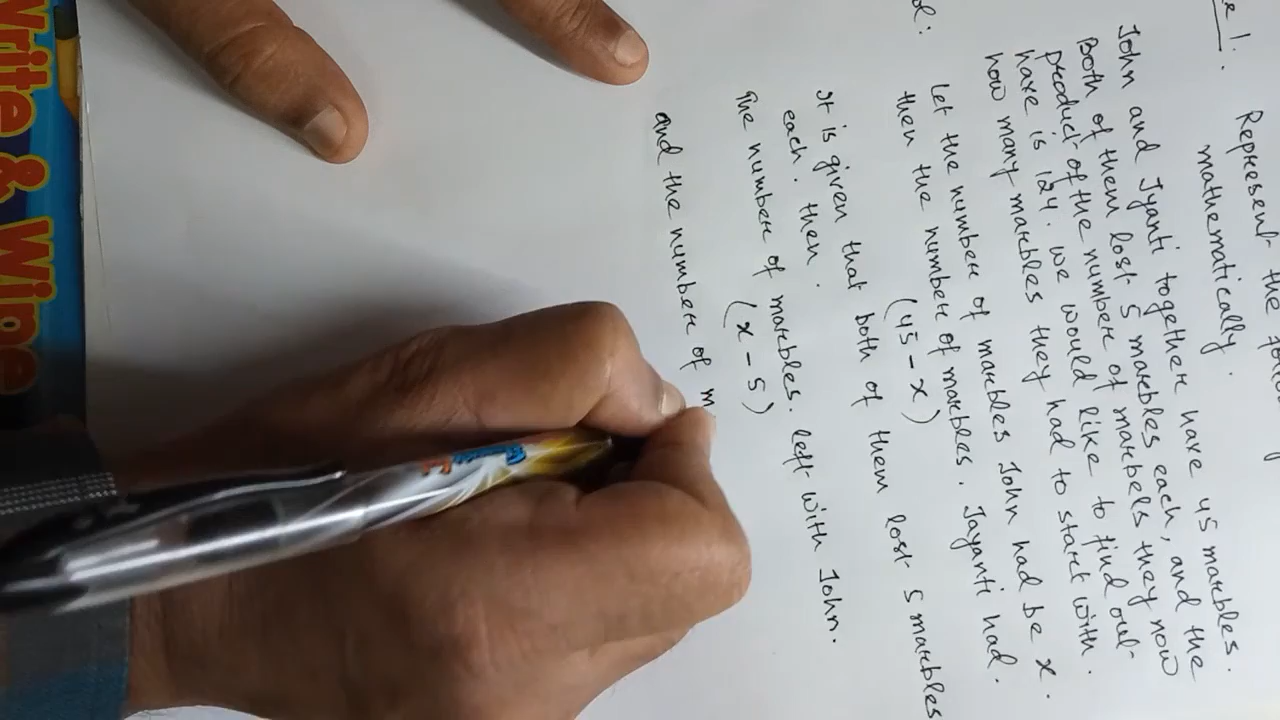 Represent the
mathematically.
John and Jyanti together have 45 marbles.
Both of them lost 5 marbles each, and the
product of the number of marbels they now
have is 124. we would like to find out
how many marbles they had to start with.
Let the number of marbles John had be x.
then the number of marbles. Jayanti had.
(45 - x)
It is given that both of them lost 5 marbles
each. then.
The number of marbles. left with John.
(x - 5)
and the number of m
Write & Wipe